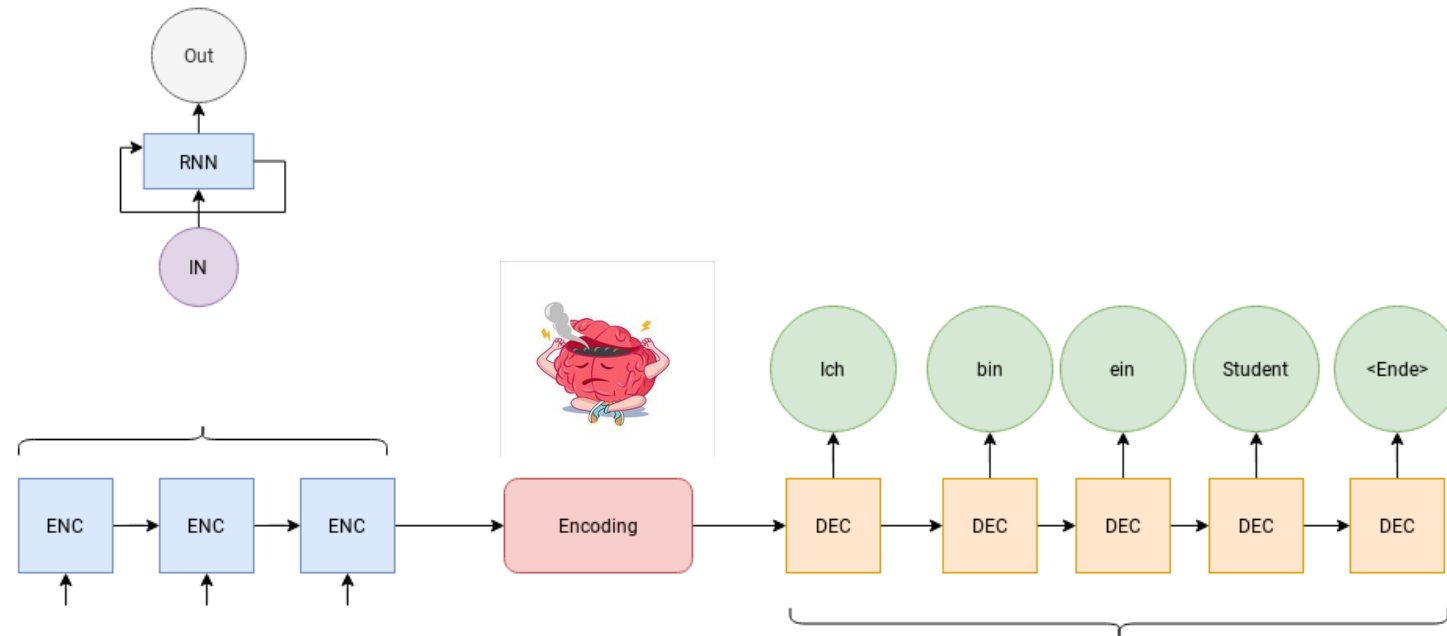 Out
RNN
IN
Ich
bin
ein
Student
<Ende>
ENC
ENC
ENC
Encoding
DEC
DEC
DEC
DEC
DEC